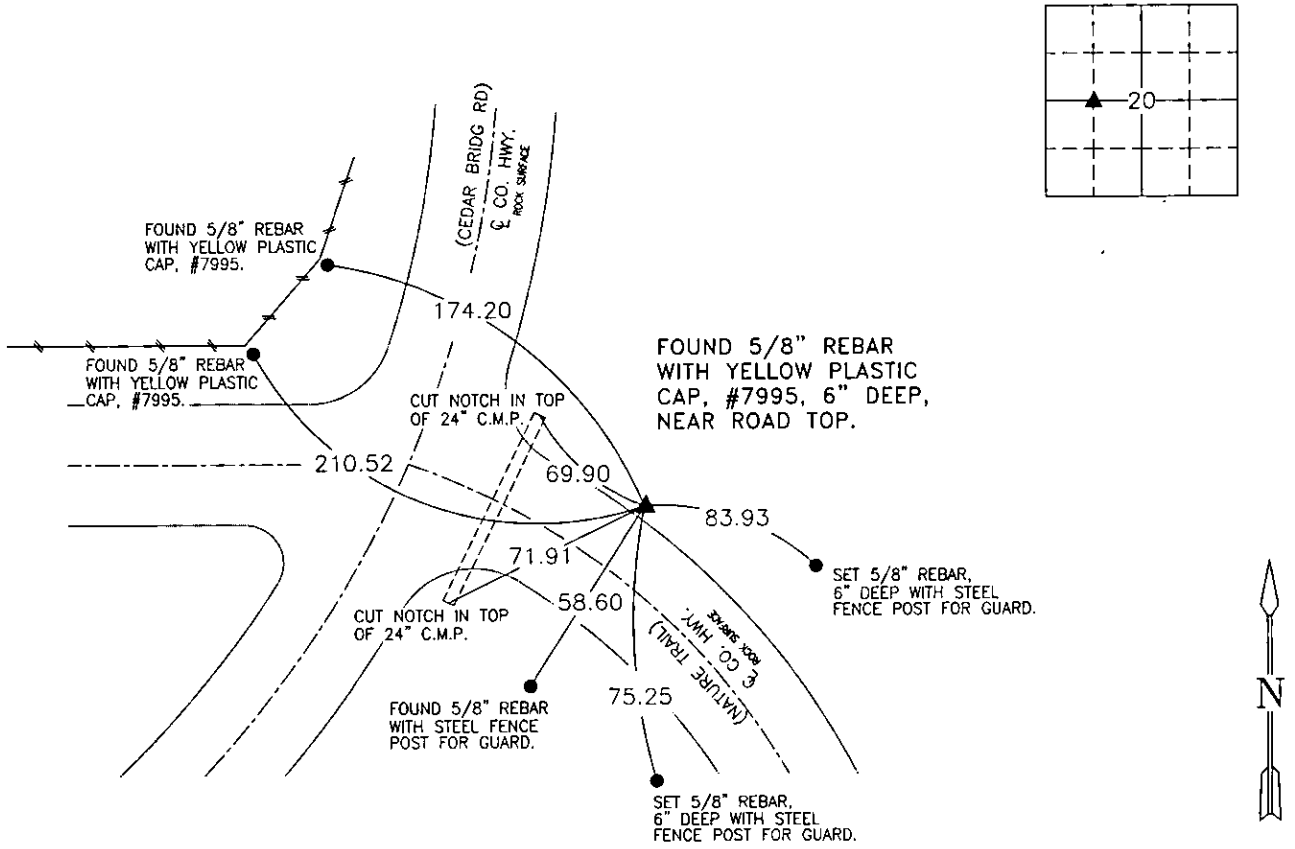 20
(CEDAR BRIDG RD)
℄ CO. HWY.
ROCK SURFACE
FOUND 5/8" REBAR
WITH YELLOW PLASTIC
CAP, #7995.
174.20
FOUND 5/8" REBAR
WITH YELLOW PLASTIC
CAP, #7995, 6" DEEP,
NEAR ROAD TOP.
FOUND 5/8" REBAR
WITH YELLOW PLASTIC
CAP, #7995.
CUT NOTCH IN TOP
OF 24" C.M.P.
210.52
69.90
83.93
71.91
58.60
SET 5/8" REBAR,
6" DEEP WITH STEEL
FENCE POST FOR GUARD.
CUT NOTCH IN TOP
OF 24" C.M.P.
ROCK SURFACE
℄ CO. HWY.
(NATURE TRAIL)
75.25
FOUND 5/8" REBAR
WITH STEEL FENCE
POST FOR GUARD.
N
SET 5/8" REBAR,
6" DEEP WITH STEEL
FENCE POST FOR GUARD.